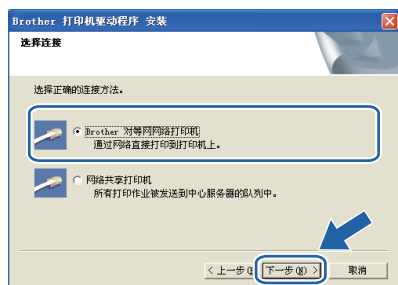 Brother 打印机驱动程序 安装
选择连接
选择正确的连接方法。
Brother 对等网网络打印机
通过网络直接打印到打印机上。
网络共享打印机
所有打印作业被发送到中心服务器的队列中。
< 上一步 下一步(N) > 取消